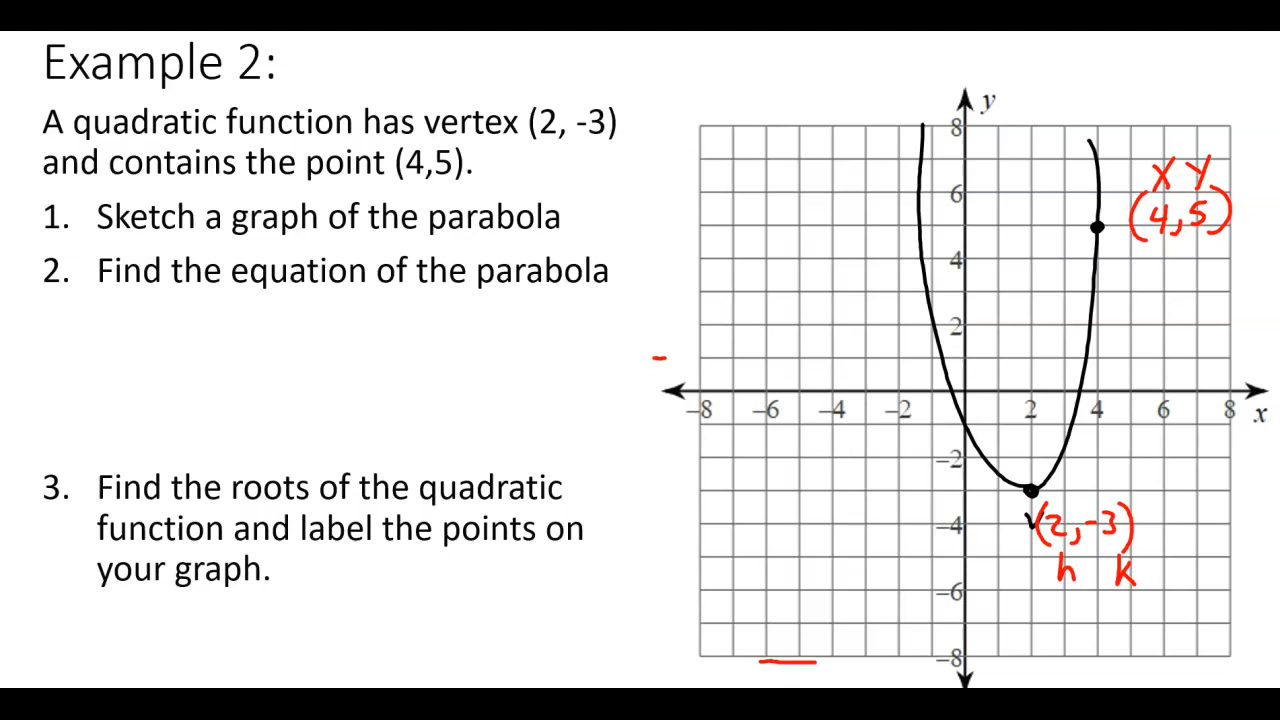 Example 2:
A quadratic function has vertex (2, -3)
and contains the point (4,5).
1. Sketch a graph of the parabola
2. Find the equation of the parabola
3. Find the roots of the quadratic
function and label the points on
your graph.
y
8
6
4
2
-8 -6 -4 -2 2 4 6 8 x
-2
-4
-6
-8
X Y
(4,5)
V(2,-3)
h k